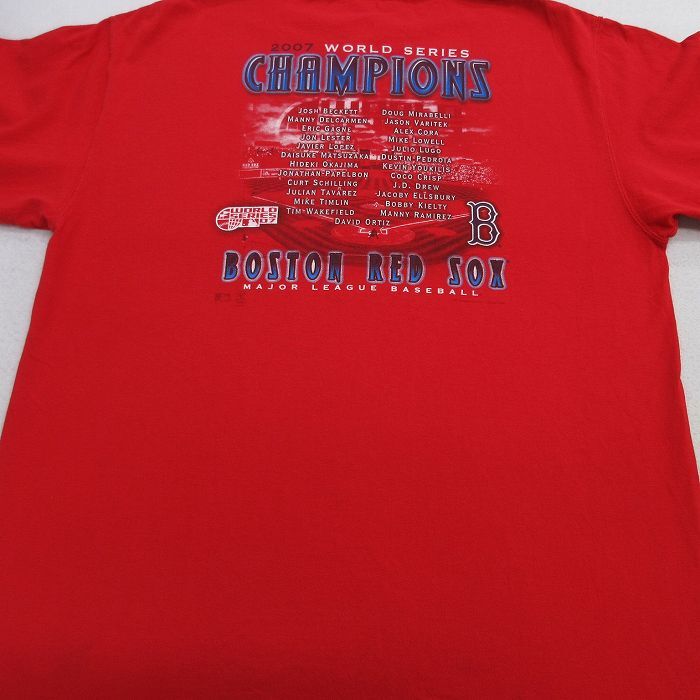 2007 WORLD SERIES
CHAMPIONS
JOSH BECKETT
MANNY DELCARMEN
ERIC GAGNE
JON LESTER
JAVIER LOPEZ
DAISUKE MATSUZAKA
HIDEKI OKAJIMA
JONATHAN PAPELBON
CURT SCHILLING
JULIAN TAVÁREZ
MIKE TIMLIN
TIM WAKEFIELD
DOUG MIRABELLI
JASON VARITEK
ALEX CORA
MIKE LOWELL
JULIO LUGO
DUSTIN PEDROIA
KEVIN YOUKILIS
COCO CRISP
J.D. DREW
JACOBY ELLSBURY
BOBBY KIELTY
MANNY RAMIREZ
DAVID ORTIZ
WORLD
SERIES 07
B
BOSTON RED SOX
MAJOR LEAGUE BASEBALL